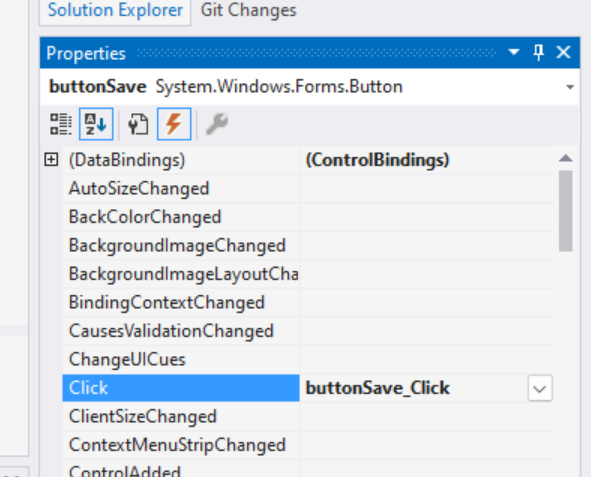 Solution Explorer Git Changes
Properties
buttonSave System.Windows.Forms.Button
(DataBindings) (ControlBindings)
AutoSizeChanged
BackColorChanged
BackgroundImageChanged
BackgroundImageLayoutCha
BindingContextChanged
CausesValidationChanged
ChangeUICues
Click buttonSave_Click
ClientSizeChanged
ContextMenuStripChanged
ControlAdded